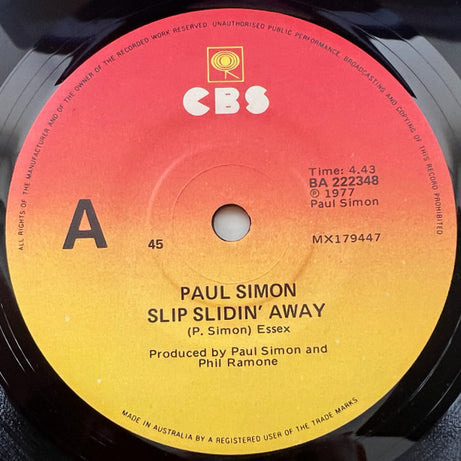 ALL RIGHTS OF THE MANUFACTURER AND OF THE OWNER OF THE RECORDED WORK RESERVED. UNAUTHORISED PUBLIC PERFORMANCE, BROADCASTING AND COPYING OF THIS RECORD PROHIBITED
CBS
Time: 4.43
BA 222348
℗ 1977
Paul Simon
A
45
MX179447
PAUL SIMON
SLIP SLIDIN' AWAY
(P. Simon) Essex
Produced by Paul Simon and
Phil Ramone
MADE IN AUSTRALIA BY A REGISTERED USER OF THE TRADE MARKS.